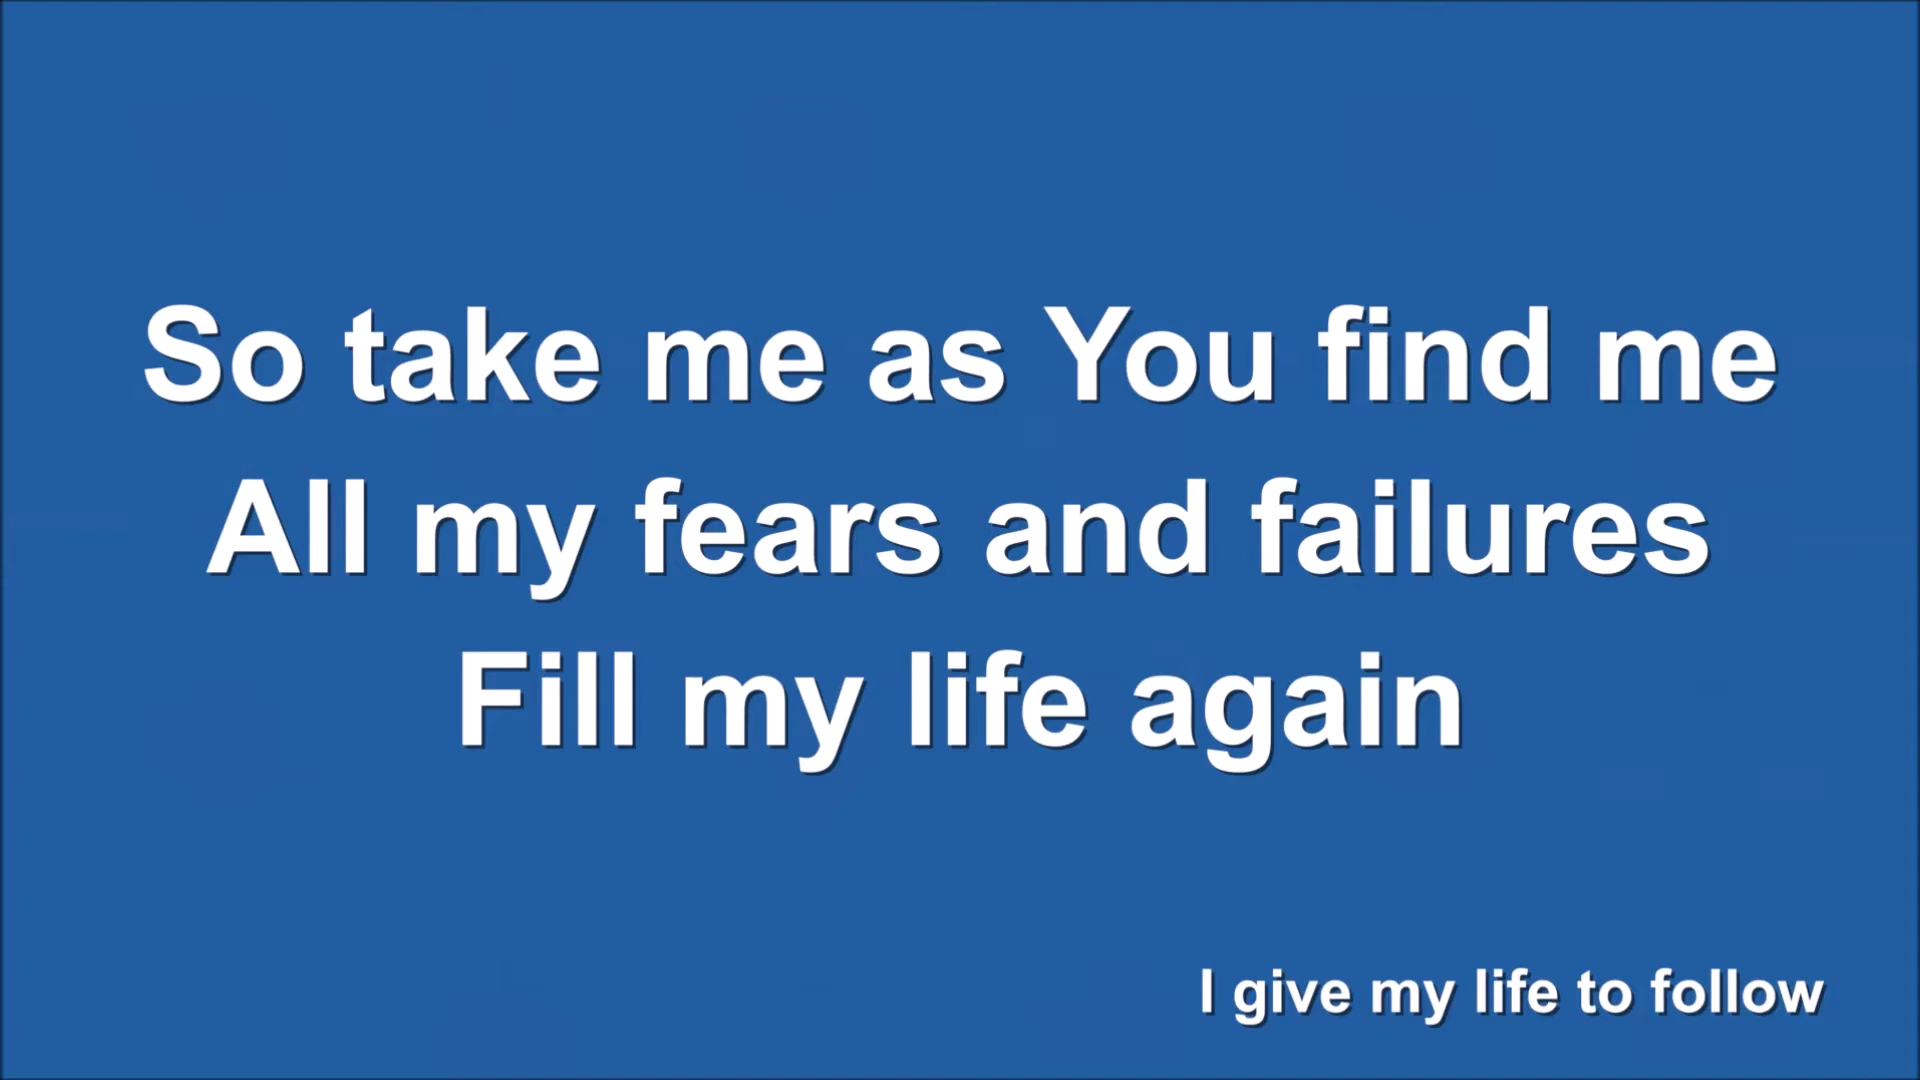 So take me as You find me
All my fears and failures
Fill my life again
I give my life to follow